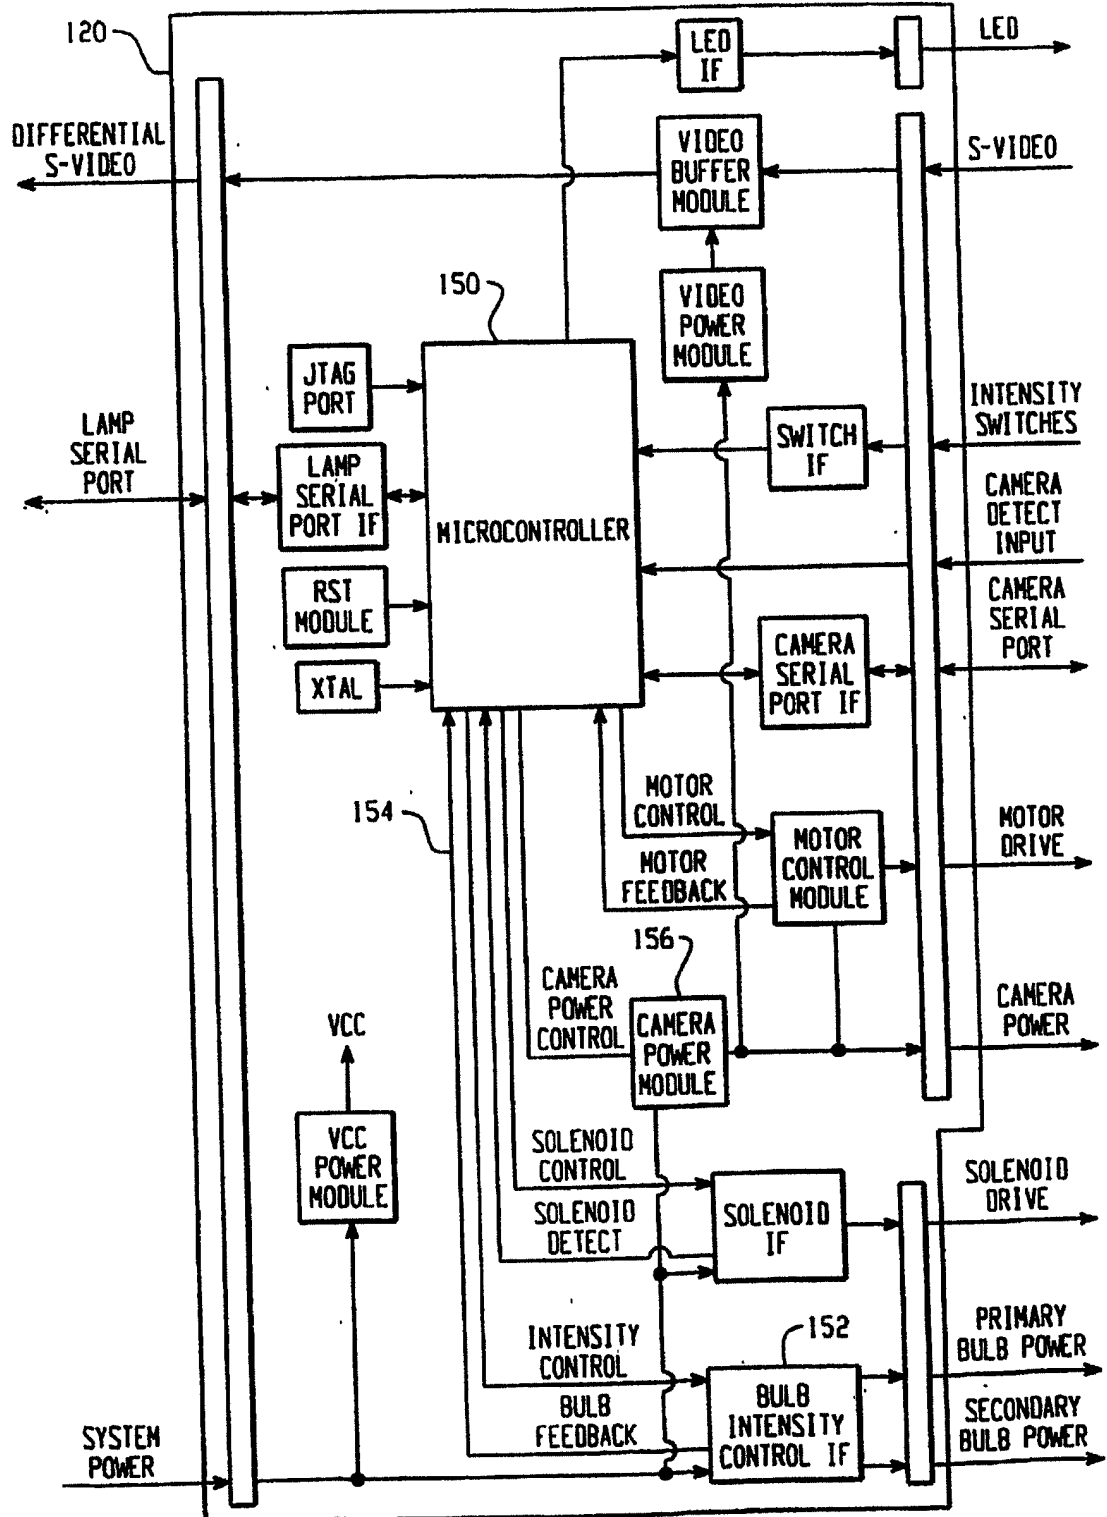 120
LED
IF
LED
DIFFERENTIAL
S-VIDEO
VIDEO
BUFFER
MODULE
S-VIDEO
150
VIDEO
POWER
MODULE
JTAG
PORT
INTENSITY
SWITCHES
LAMP
SERIAL
PORT
SWITCH
IF
LAMP
SERIAL
PORT IF
MICROCONTROLLER
CAMERA
DETECT
INPUT
RST
MODULE
CAMERA
SERIAL
PORT
CAMERA
SERIAL
PORT IF
XTAL
154
MOTOR
CONTROL
MOTOR
FEEDBACK
MOTOR
CONTROL
MODULE
MOTOR
DRIVE
156
CAMERA
POWER
CONTROL
CAMERA
POWER
MODULE
CAMERA
POWER
VCC
VCC
POWER
MODULE
SOLENOID
CONTROL
SOLENOID
DETECT
SOLENOID
IF
SOLENOID
DRIVE
152
INTENSITY
CONTROL
BULB
FEEDBACK
BULB
INTENSITY
CONTROL IF
PRIMARY
BULB POWER
SECONDARY
BULB POWER
SYSTEM
POWER